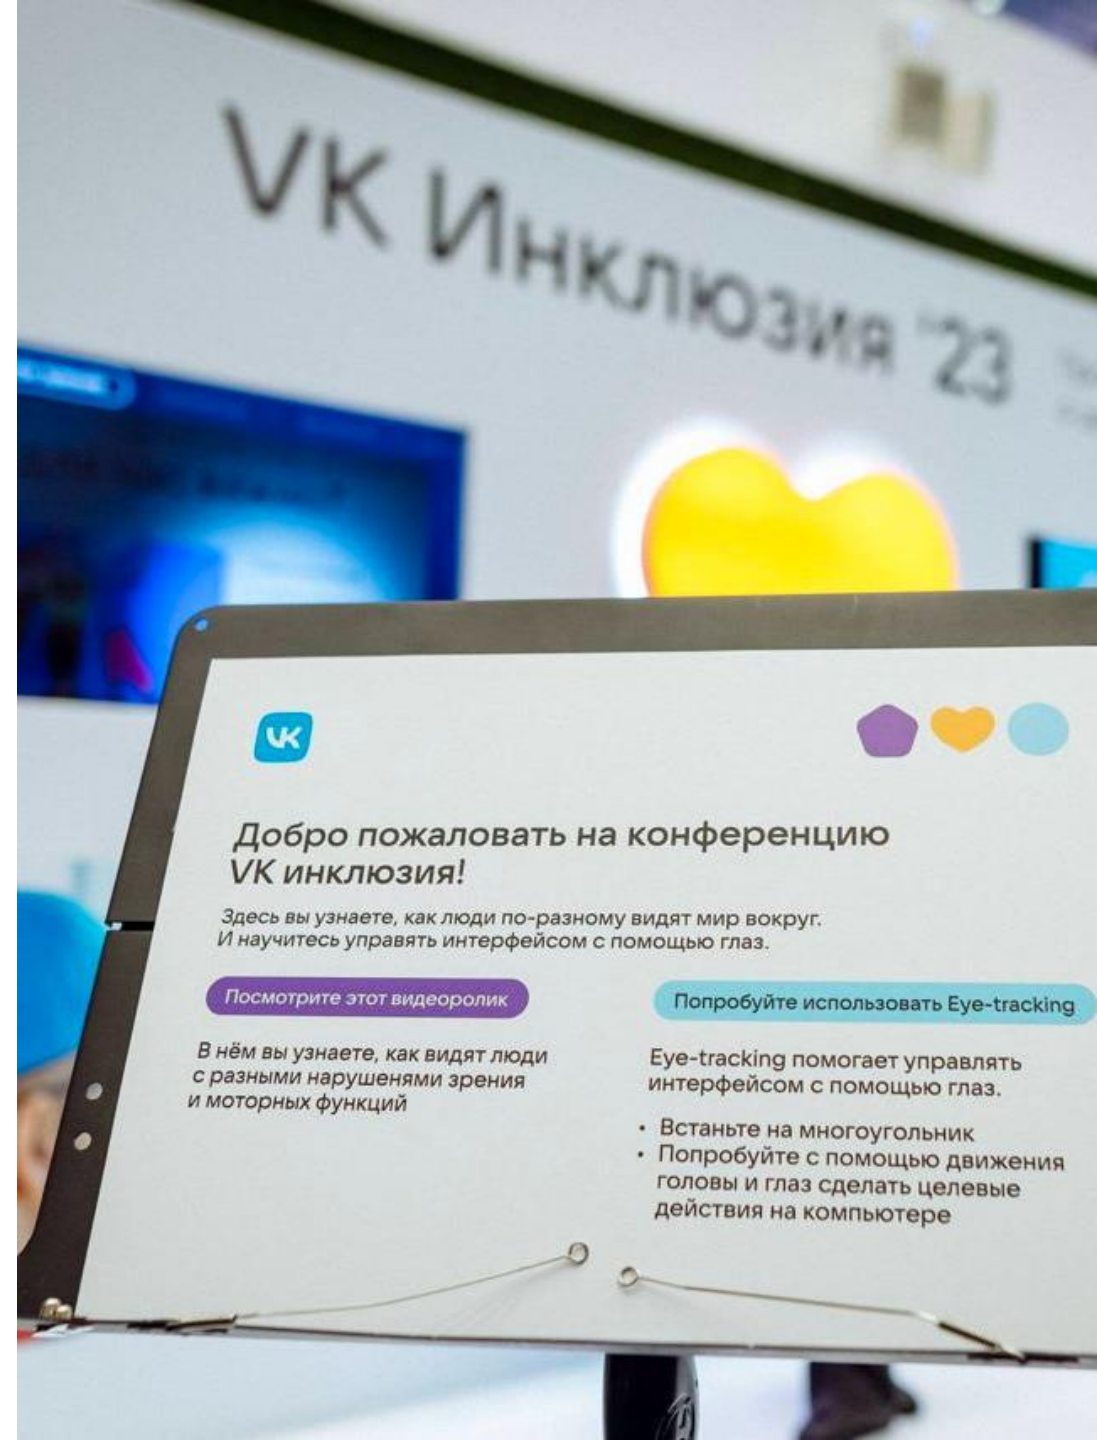 VK Инклюзия '23
VK
Добро пожаловать на конференцию
VK инклюзия!
Здесь вы узнаете, как люди по-разному видят мир вокруг.
И научитесь управлять интерфейсом с помощью глаз.
Посмотрите этот видеоролик
В нём вы узнаете, как видят люди
с разными нарушенями зрения
и моторных функций
Попробуйте использовать Eye-tracking
Eye-tracking помогает управлять
интерфейсом с помощью глаз.
• Встаньте на многоугольник
• Попробуйте с помощью движения
головы и глаз сделать целевые
действия на компьютере